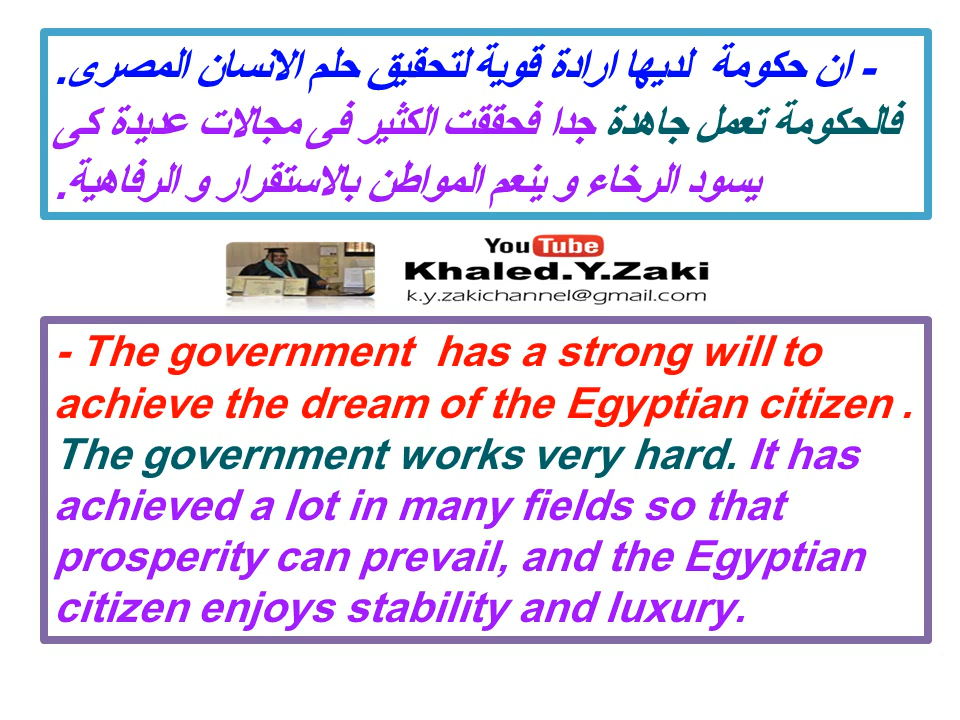 - ان حكومة  لديها ارادة قوية لتحقيق حلم الانسان المصرى.
فالحكومة تعمل جاهدة جدا فحققت الكثير فى مجالات عديدة كى
يسود الرخاء و ينعم المواطن بالاستقرار و الرفاهية.
YouTube
Khaled.Y.Zaki
k.y.zakichannel@gmail.com
- The government  has a strong will to
achieve the dream of the Egyptian citizen .
The government works very hard. It has
achieved a lot in many fields so that
prosperity can prevail, and the Egyptian
citizen enjoys stability and luxury.